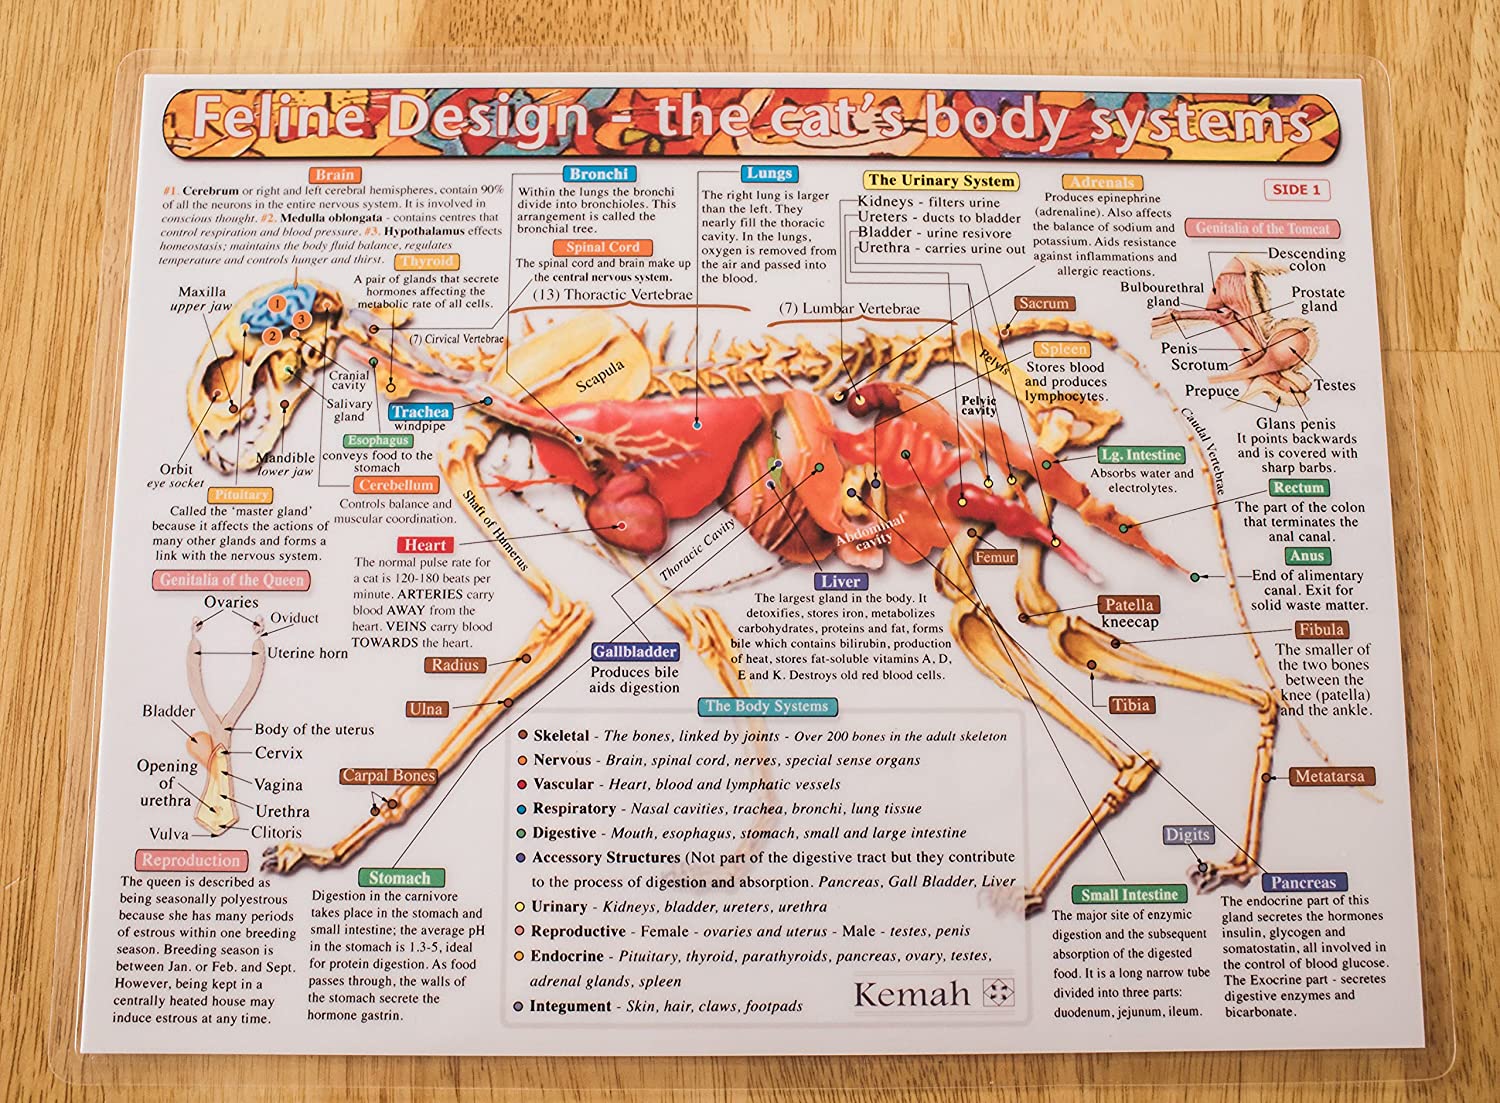 Feline Design - the cat's body systems
SIDE 1
Brain
#1. Cerebrum or right and left cerebral hemispheres, contain 90%
of all the neurons in the entire nervous system. It is involved in
conscious thought. #2. Medulla oblongata - contains centres that
control respiration and blood pressure. #3. Hypothalamus effects
homeostasis; maintains the body fluid balance, regulates
temperature and controls hunger and thirst.
Thyroid
A pair of glands that secrete
hormones affecting the
metabolic rate of all cells.
Bronchi
Within the lungs the bronchi
divide into bronchioles. This
arrangement is called the
bronchial tree.
Spinal Cord
The spinal cord and brain make up
the central nervous system.
(13) Thoractic Vertebrae
Lungs
The right lung is larger
than the left. They
nearly fill the thoracic
cavity. In the lungs,
oxygen is removed from
the air and passed into
the blood.
The Urinary System
Kidneys - filters urine
Ureters - ducts to bladder
Bladder - urine resivore
Urethra - carries urine out
(7) Lumbar Vertebrae
Adrenals
Produces epinephrine
(adrenaline). Also affects
the balance of sodium and
potassium. Aids resistance
against inflammations and
allergic reactions.
Genitalia of the Tomcat
Descending
colon
Bulbourethral
gland
Prostate
gland
Penis
Scrotum
Prepuce
Testes
Glans penis
It points backwards
and is covered with
sharp barbs.
Maxilla
upper jaw
1
2
3
(7) Cirvical Vertebrae
Cranial
cavity
Salivary
gland
Trachea
windpipe
Esophagus
conveys food to the
stomach
Mandible
lower jaw
Orbit
eye socket
Cerebellum
Controls balance and
muscular coordination.
Pituitary
Called the 'master gland'
because it affects the actions of
many other glands and forms a
link with the nervous system.
Scapula
Shaft of Humerus
Sacrum
Pelvis
Spleen
Stores blood
and produces
lymphocytes.
Pelvic
cavity
Caudal Vertebrae
Lg. Intestine
Absorbs water and
electrolytes.
Rectum
The part of the colon
that terminates the
anal canal.
Anus
End of alimentary
canal. Exit for
solid waste matter.
Heart
The normal pulse rate for
a cat is 120-180 beats per
minute. ARTERIES carry
blood AWAY from the
heart. VEINS carry blood
TOWARDS the heart.
Thoracic Cavity
Abdominal
cavity
Femur
Liver
The largest gland in the body. It
detoxifies, stores iron, metabolizes
carbohydrates, proteins and fat, forms
bile which contains bilirubin, production
of heat, stores fat-soluble vitamins A, D,
E and K. Destroys old red blood cells.
Gallbladder
Produces bile
aids digestion
Patella
kneecap
Fibula
The smaller of
the two bones
between the
knee (patella)
and the ankle.
Tibia
Metatarsa
Digits
Genitalia of the Queen
Ovaries
Oviduct
Uterine horn
Bladder
Body of the uterus
Cervix
Opening
of
urethra
Vagina
Urethra
Vulva
Clitoris
Radius
Ulna
Carpal Bones
Reproduction
The queen is described as
being seasonally polyestrous
because she has many periods
of estrous within one breeding
season. Breeding season is
between Jan. or Feb. and Sept.
However, being kept in a
centrally heated house may
induce estrous at any time.
Stomach
Digestion in the carnivore
takes place in the stomach and
small intestine; the average pH
in the stomach is 1.3-5, ideal
for protein digestion. As food
passes through, the walls of
the stomach secrete the
hormone gastrin.
The Body Systems
Skeletal - The bones, linked by joints - Over 200 bones in the adult skeleton
Nervous - Brain, spinal cord, nerves, special sense organs
Vascular - Heart, blood and lymphatic vessels
Respiratory - Nasal cavities, trachea, bronchi, lung tissue
Digestive - Mouth, esophagus, stomach, small and large intestine
Accessory Structures (Not part of the digestive tract but they contribute
to the process of digestion and absorption. Pancreas, Gall Bladder, Liver
Urinary - Kidneys, bladder, ureters, urethra
Reproductive - Female - ovaries and uterus - Male - testes, penis
Endocrine - Pituitary, thyroid, parathyroids, pancreas, ovary, testes,
adrenal glands, spleen
Integument - Skin, hair, claws, footpads
Kemah
Small Intestine
The major site of enzymic
digestion and the subsequent
absorption of the digested
food. It is a long narrow tube
divided into three parts:
duodenum, jejunum, ileum.
Pancreas
The endocrine part of this
gland secretes the hormones
insulin, glycogen and
somatostatin, all involved in
the control of blood glucose.
The Exocrine part - secretes
digestive enzymes and
bicarbonate.